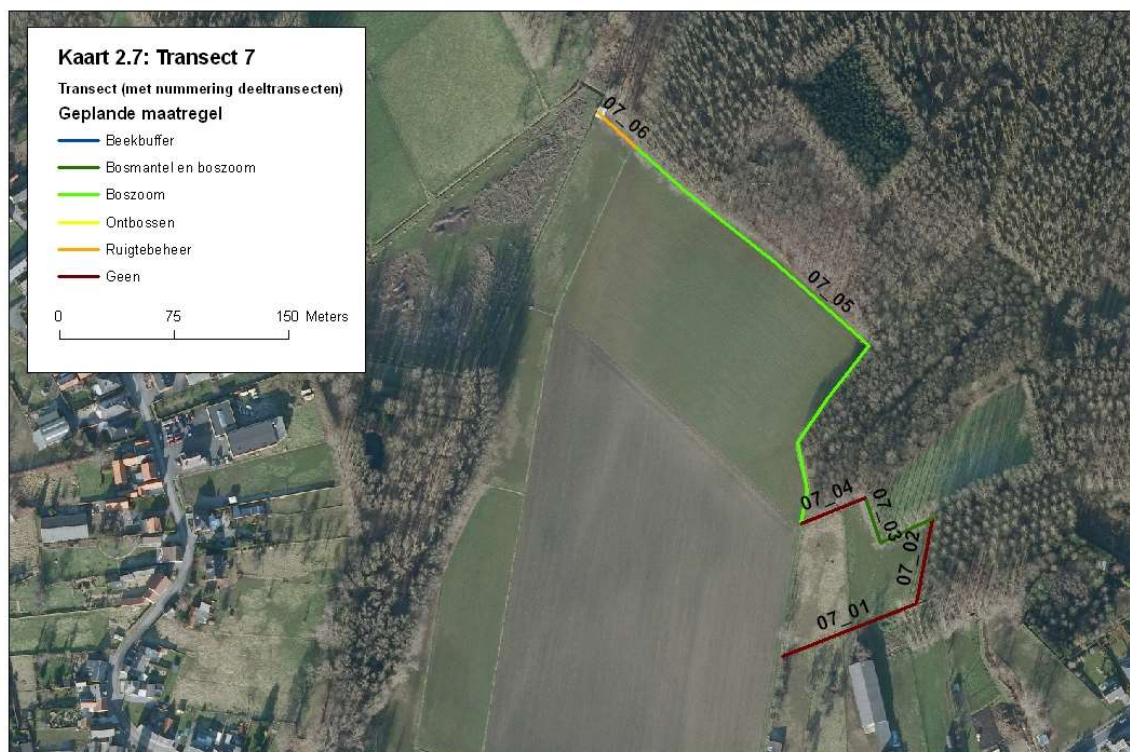 Kaart 2.7: Transect 7
Transect (met nummering deeltransecten)
Geplande maatregel
Beekbuffer
Bosmantel en boszoom
Boszoom
Ontbossen
Ruigtebeheer
Geen
0 75 150 Meters
07_06
07_05
07_04
07_03
07_02
07_01